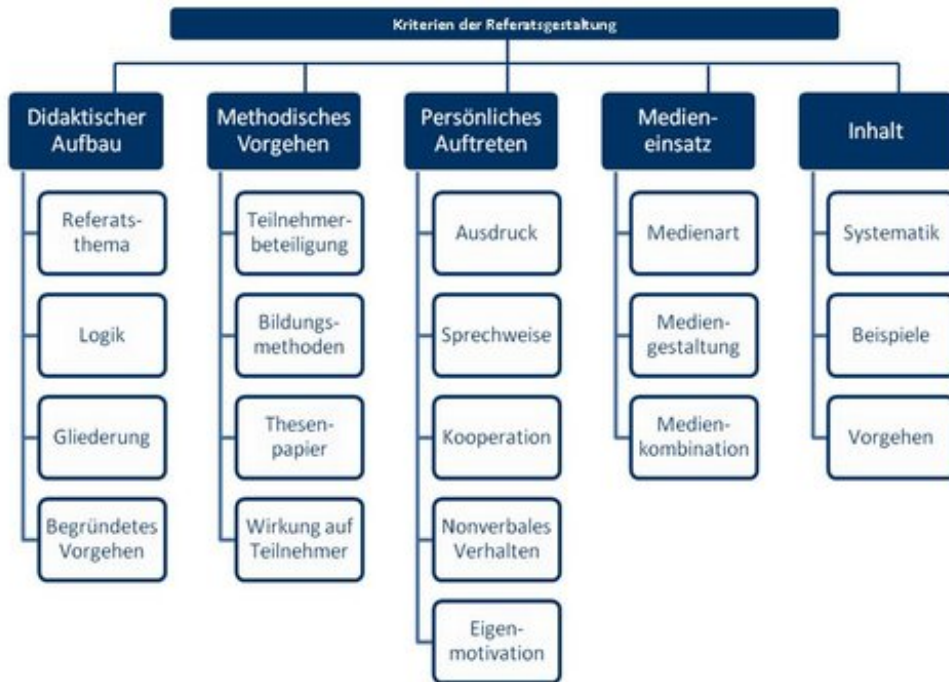 Kriterien der Referatsgestaltung
Didaktischer
Aufbau
Referats-
thema
Logik
Gliederung
Begründetes
Vorgehen
Methodisches
Vorgehen
Teilnehmer-
beteiligung
Bildungs-
methoden
Thesen-
papier
Wirkung auf
Teilnehmer
Persönliches
Auftreten
Ausdruck
Sprechweise
Kooperation
Nonverbales
Verhalten
Eigen-
motivation
Medien-
einsatz
Medienart
Medien-
gestaltung
Medien-
kombination
Inhalt
Systematik
Beispiele
Vorgehen